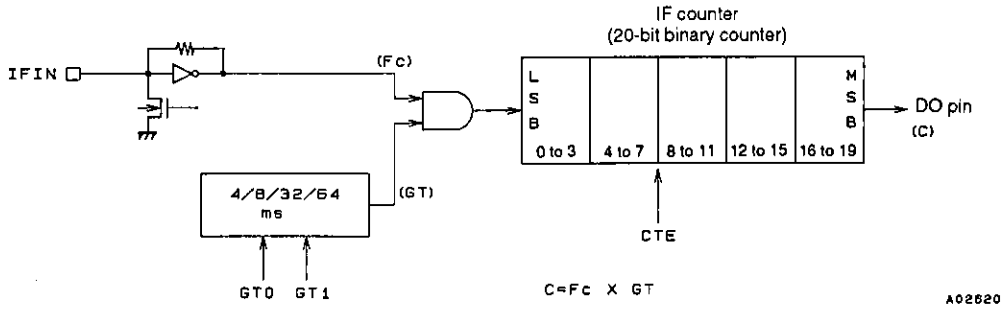 IF counter
(20-bit binary counter)
IFIN
(Fc)
L
S
B
M
S
B
DO pin
(C)
0 to 3
4 to 7
8 to 11
12 to 15
16 to 19
(GT)
4/8/32/64
ms
CTE
GT0
GT1
C=Fc X GT
A02620